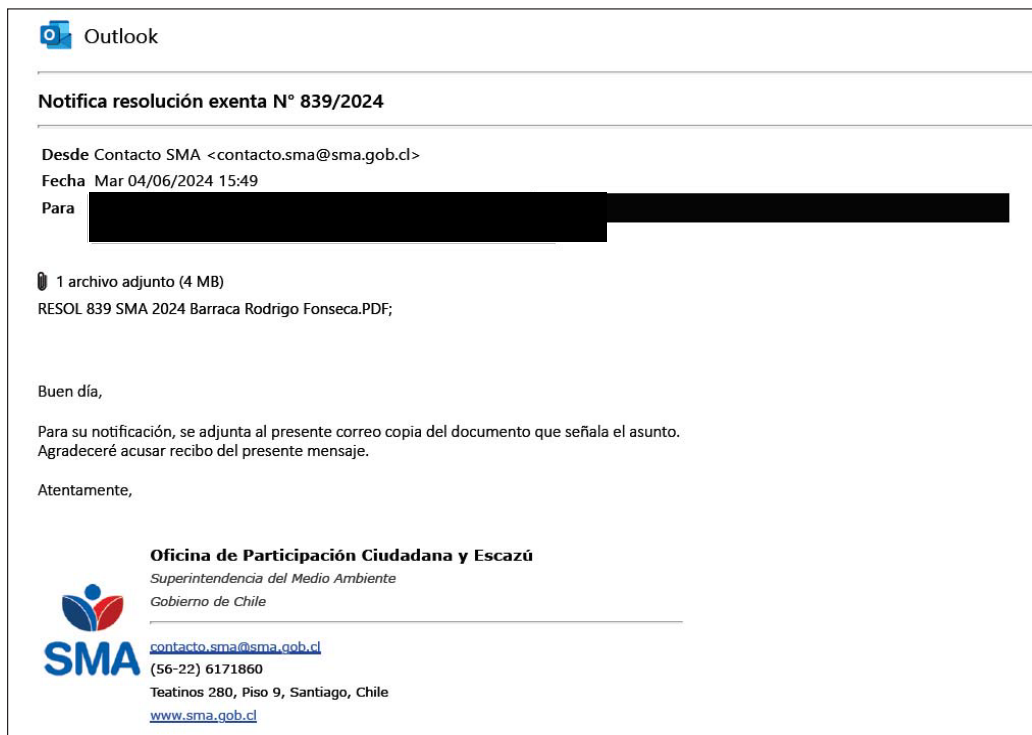 Outlook
Notifica resolución exenta N° 839/2024
Desde Contacto SMA <contacto.sma@sma.gob.cl>
Fecha Mar 04/06/2024 15:49
Para
1 archivo adjunto (4 MB)
RESOL 839 SMA 2024 Barraca Rodrigo Fonseca.PDF;
Buen día,
Para su notificación, se adjunta al presente correo copia del documento que señala el asunto.
Agradeceré acusar recibo del presente mensaje.
Atentamente,
Oficina de Participación Ciudadana y Escazú
Superintendencia del Medio Ambiente
Gobierno de Chile
SMA
contacto.sma@sma.gob.cl
(56-22) 6171860
Teatinos 280, Piso 9, Santiago, Chile
www.sma.gob.cl